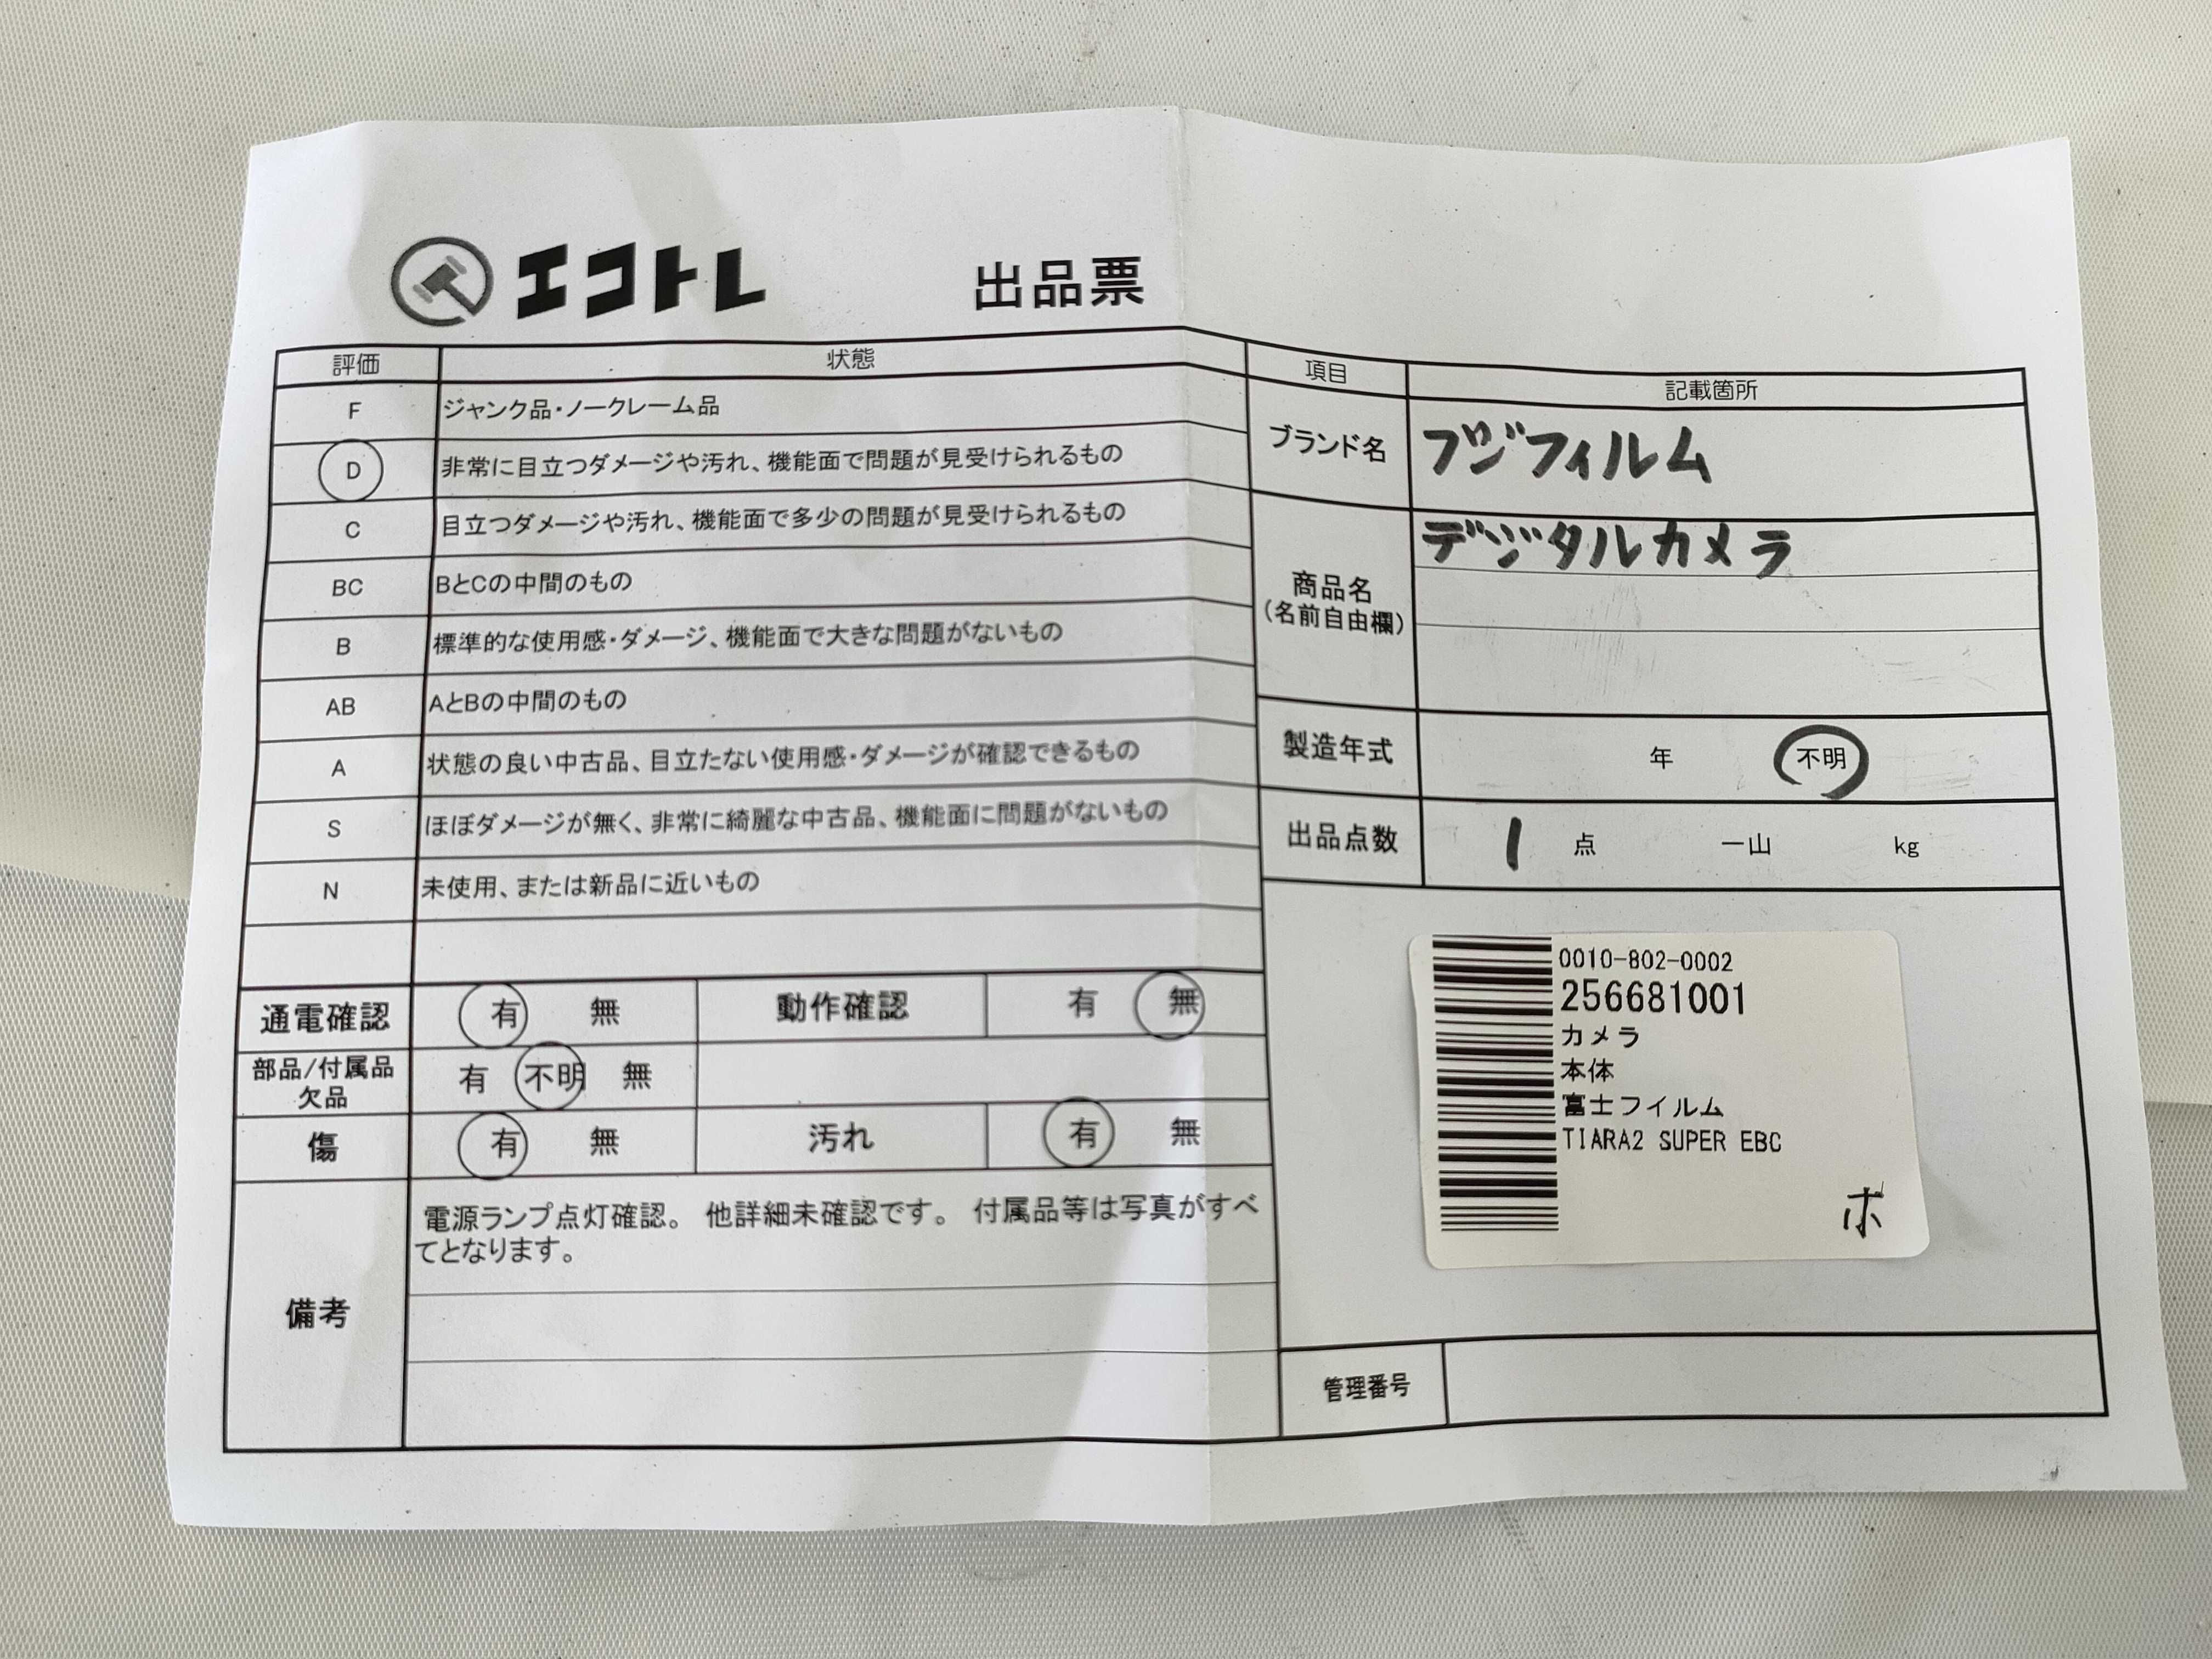 エコトレ 出品票
評価 状態
F ジャンク品・ノークレーム品
D 非常に目立つダメージや汚れ、機能面で問題が見受けられるもの
C 目立つダメージや汚れ、機能面で多少の問題が見受けられるもの
BC BとCの中間のもの
B 標準的な使用感・ダメージ、機能面で大きな問題がないもの
AB AとBの中間のもの
A 状態の良い中古品、目立たない使用感・ダメージが確認できるもの
S ほぼダメージが無く、非常に綺麗な中古品、機能面に問題がないもの
N 未使用、または新品に近いもの
通電確認 有 無 動作確認 有 無
部品/付属品
欠品 有 不明 無
傷 有 無 汚れ 有 無
備考
電源ランプ点灯確認。 他詳細未確認です。 付属品等は写真がすべ
てとなります。
項目 記載箇所
ブランド名 フジフィルム
商品名
(名前自由欄)
デジタルカメラ
製造年式 年 不明
出品点数 1 点 一山 kg
0010-802-0002
256681001
カメラ
本体
富士フイルム
TIARA2 SUPER EBC
ボ
管理番号